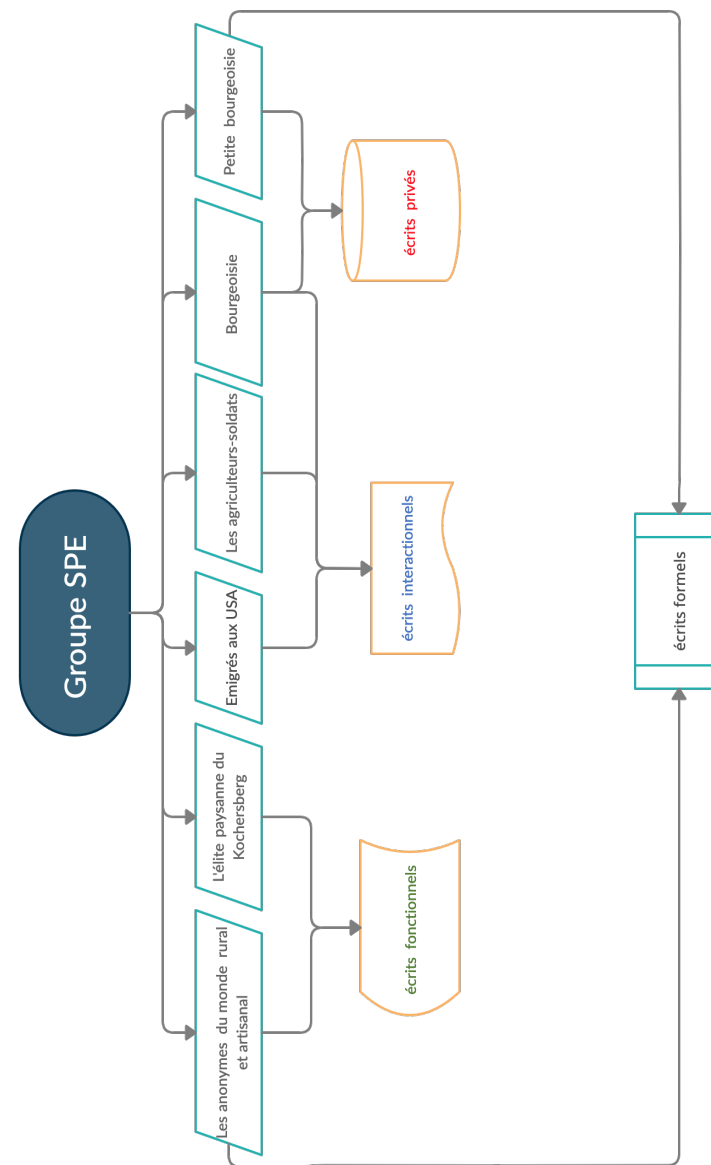 Groupe SPE
Les anonymes du monde rural
et artisanal
L'élite paysanne du
Kochersberg
Emigrés aux USA
Les agriculteurs-soldats
Bourgeoisie
Petite bourgeoisie
écrits fonctionnels
écrits interactionnels
écrits privés
écrits formels